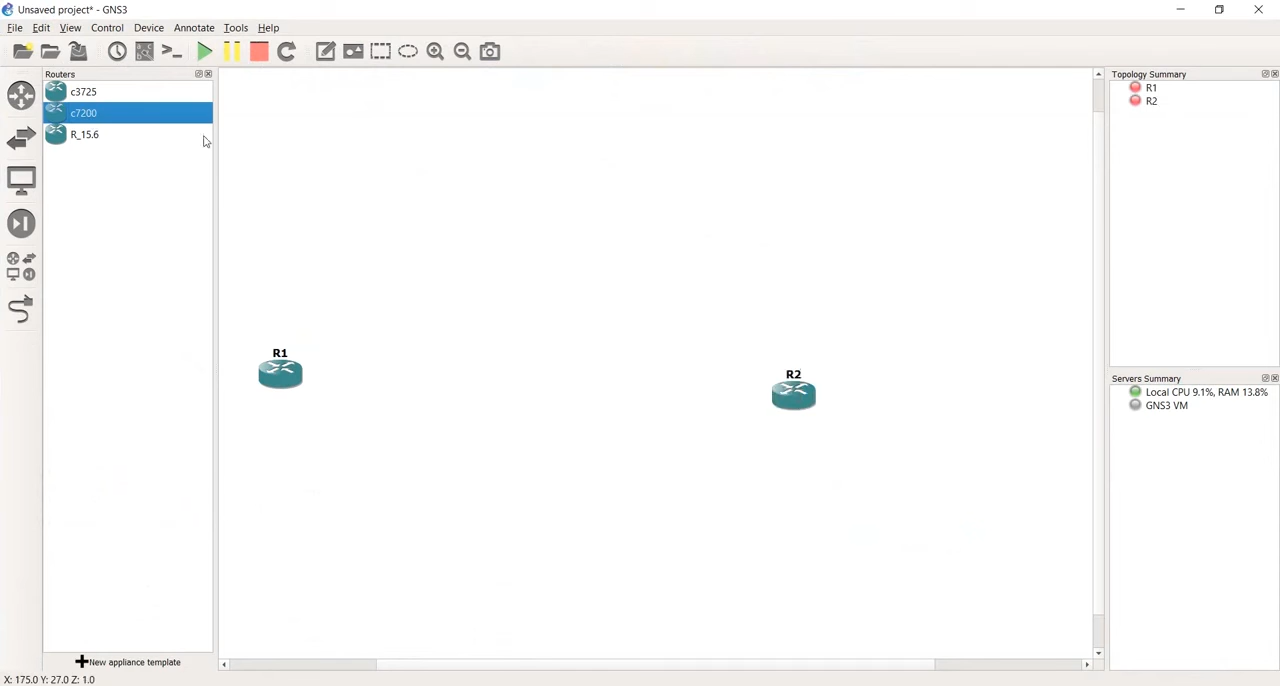 Unsaved project* - GNS3
File Edit View Control Device Annotate Tools Help
Routers
c3725
c7200
R_15.6
New appliance template
R1
R2
Topology Summary
R1
R2
Servers Summary
Local CPU 9.1%, RAM 13.8%
GNS3 VM
X: 175.0 Y: 27.0 Z: 1.0